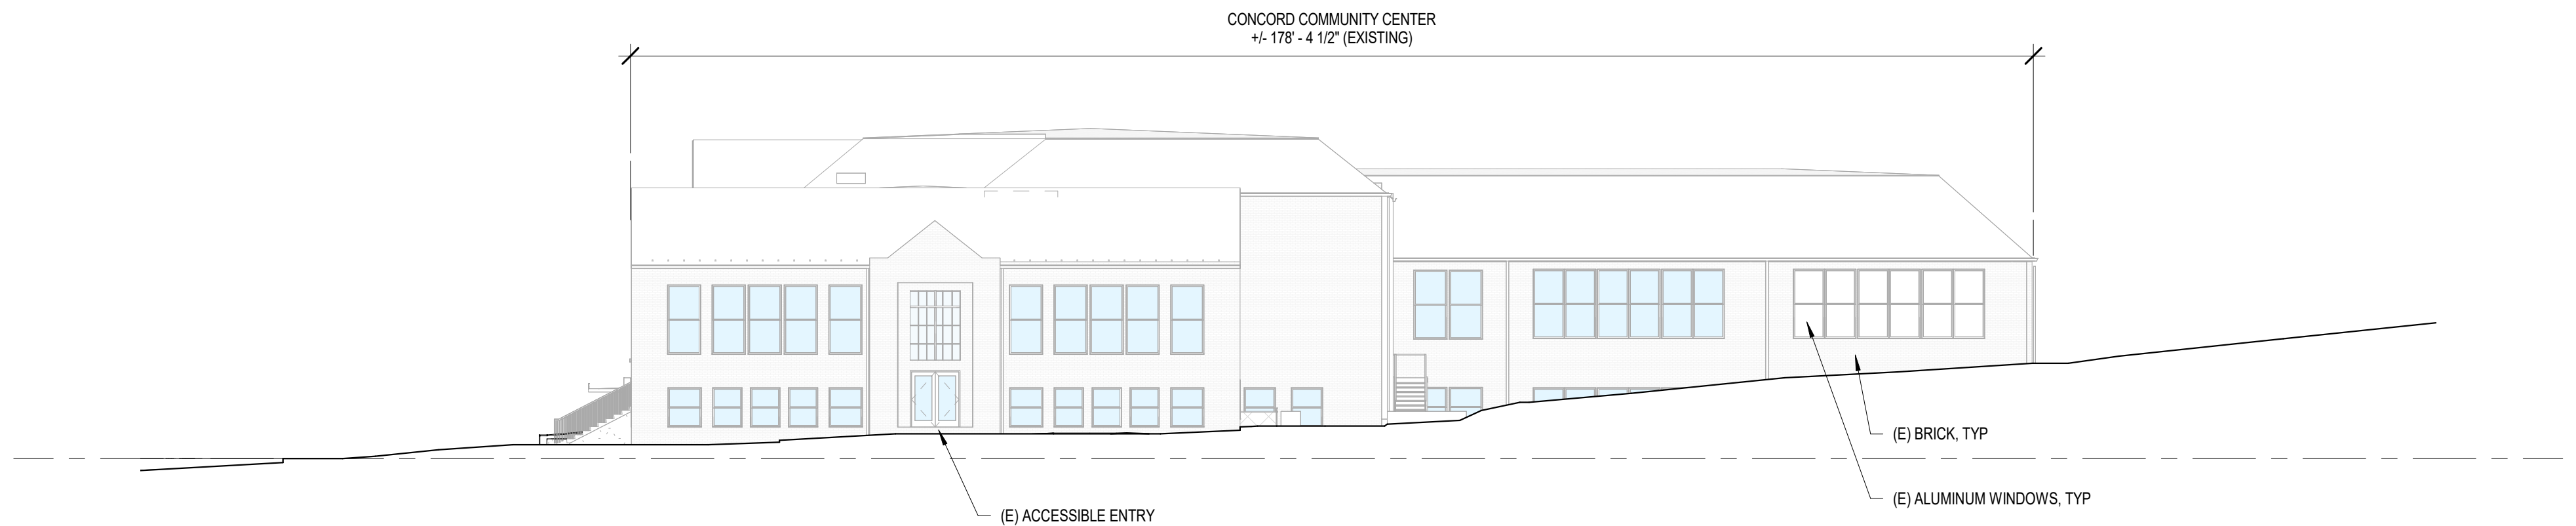 CONCORD COMMUNITY CENTER
+/- 178' - 4 1/2" (EXISTING)
(E) BRICK, TYP
(E) ALUMINUM WINDOWS, TYP
(E) ACCESSIBLE ENTRY